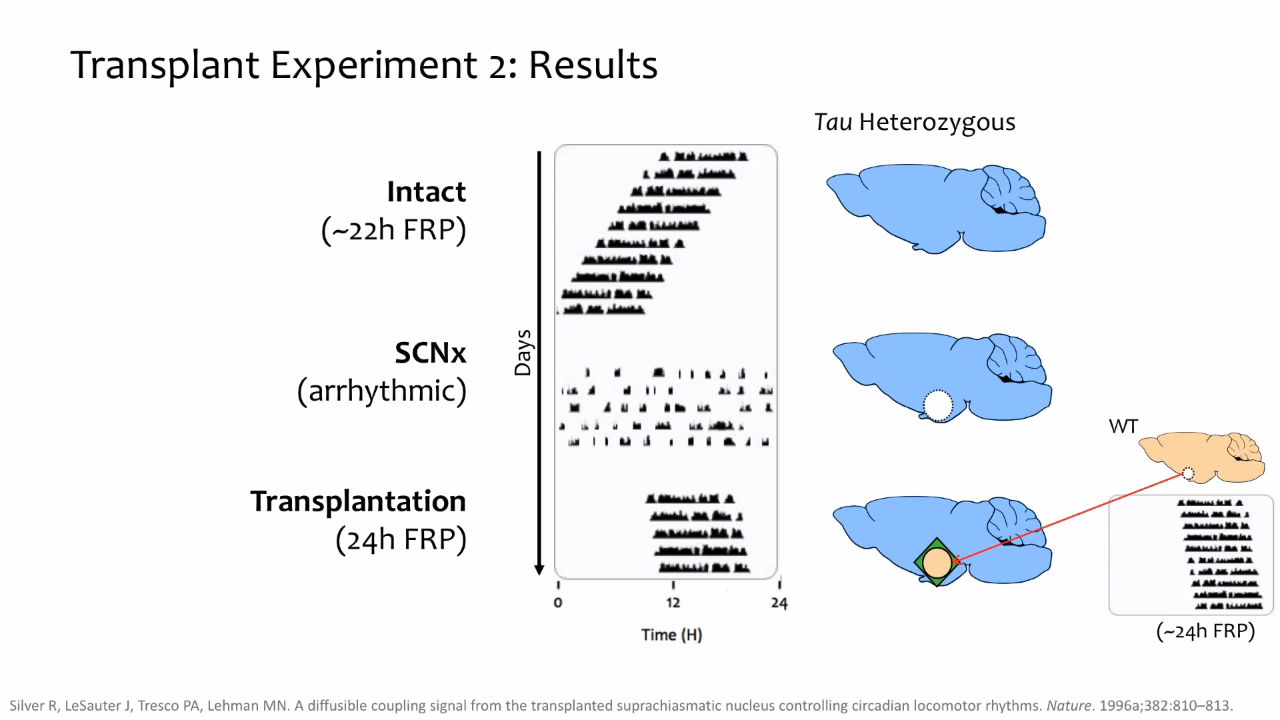 Transplant Experiment 2: Results
Tau Heterozygous
Intact
(~22h FRP)
Days
SCNx
(arrhythmic)
WT
Transplantation
(24h FRP)
0 12 24
Time (H)
(~24h FRP)
Silver R, LeSauter J, Tresco PA, Lehman MN. A diffusible coupling signal from the transplanted suprachiasmatic nucleus controlling circadian locomotor rhythms. Nature. 1996a;382:810–813.